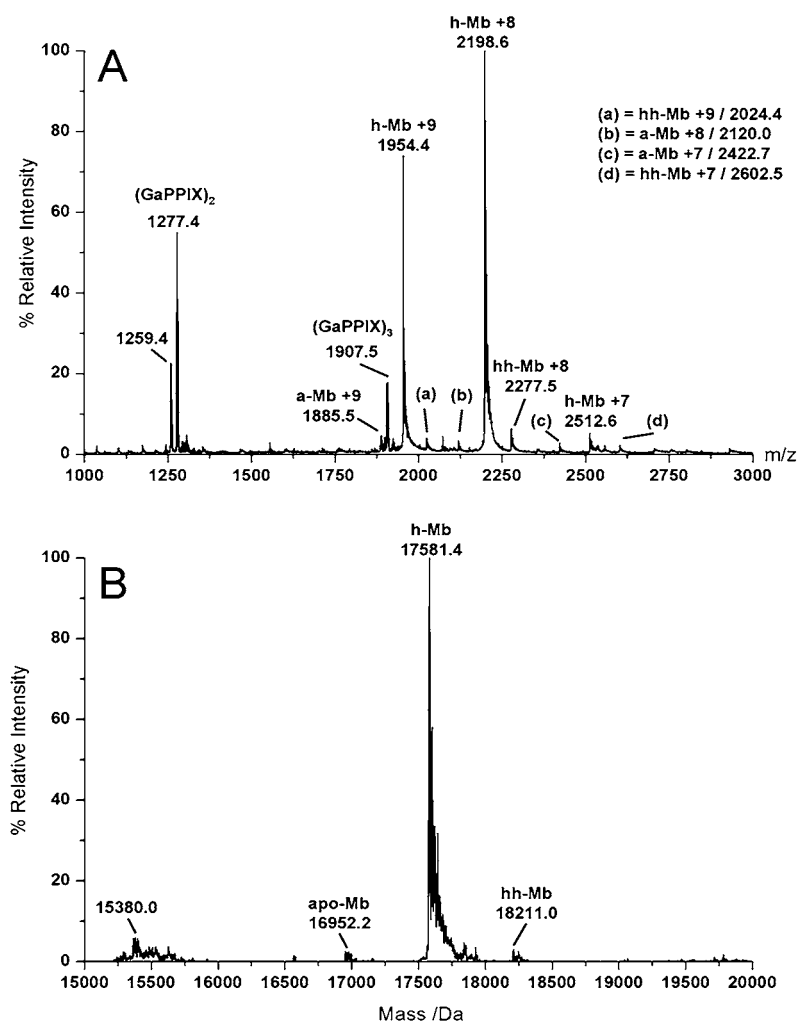 A
% Relative Intensity
100
80
60
40
20
0
1000
1250
1500
1750
2000
2250
2500
2750
3000
m/z
h-Mb +8
2198.6
h-Mb +9
1954.4
(a) = hh-Mb +9 / 2024.4
(b) = a-Mb +8 / 2120.0
(c) = a-Mb +7 / 2422.7
(d) = hh-Mb +7 / 2602.5
(GaPPIX)₂
1277.4
1259.4
(GaPPIX)₃
1907.5
a-Mb +9
1885.5
(a)
(b)
hh-Mb +8
2277.5
(c)
h-Mb +7
2512.6
(d)
B
% Relative Intensity
100
80
60
40
20
0
h-Mb
17581.4
15380.0
apo-Mb
16952.2
hh-Mb
18211.0
15000
15500
16000
16500
17000
17500
18000
18500
19000
19500
20000
Mass /Da